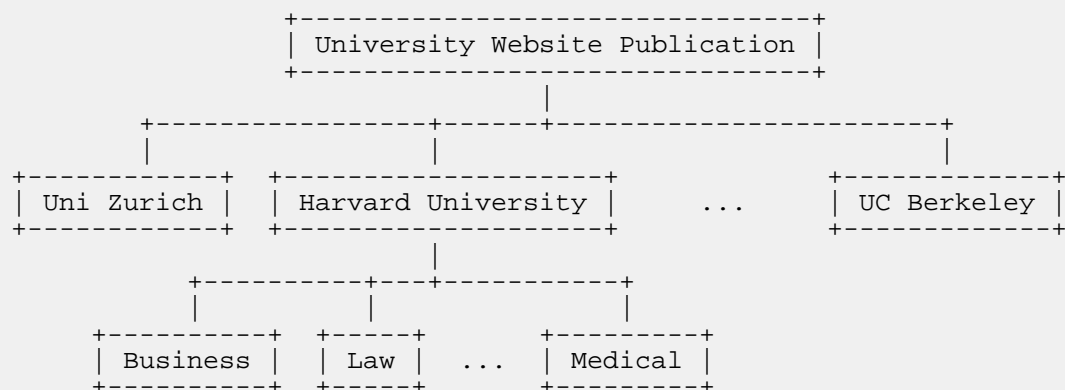 University Website Publication
Uni Zurich Harvard University ... UC Berkeley
Business Law ... Medical